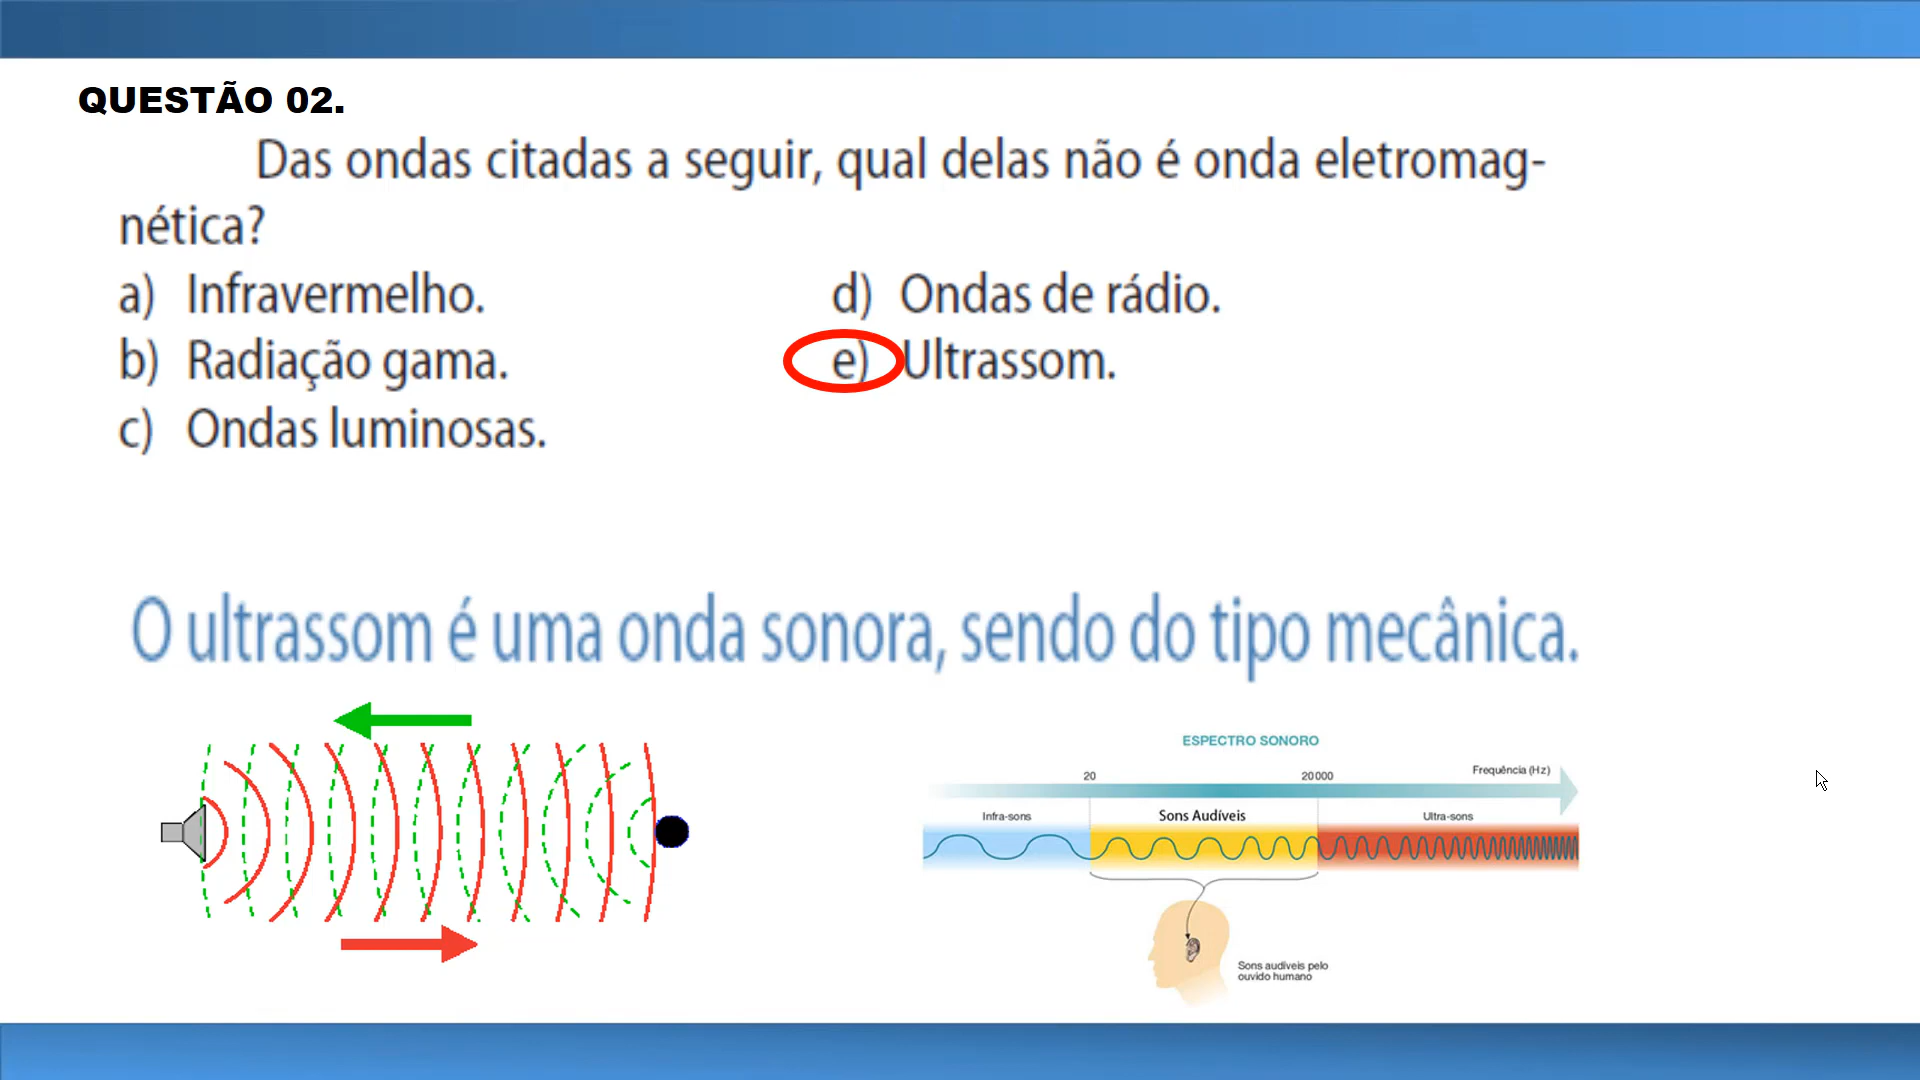 QUESTÃO 02.
Das ondas citadas a seguir, qual delas não é onda eletromag-
nética?
a) Infravermelho.
b) Radiação gama.
c) Ondas luminosas.
d) Ondas de rádio.
e) Ultrassom.
O ultrassom é uma onda sonora, sendo do tipo mecânica.
ESPECTRO SONORO
20
20 000
Frequência (Hz)
Infra-sons
Sons Audíveis
Ultra-sons
Sons audíveis pelo
ouvido humano